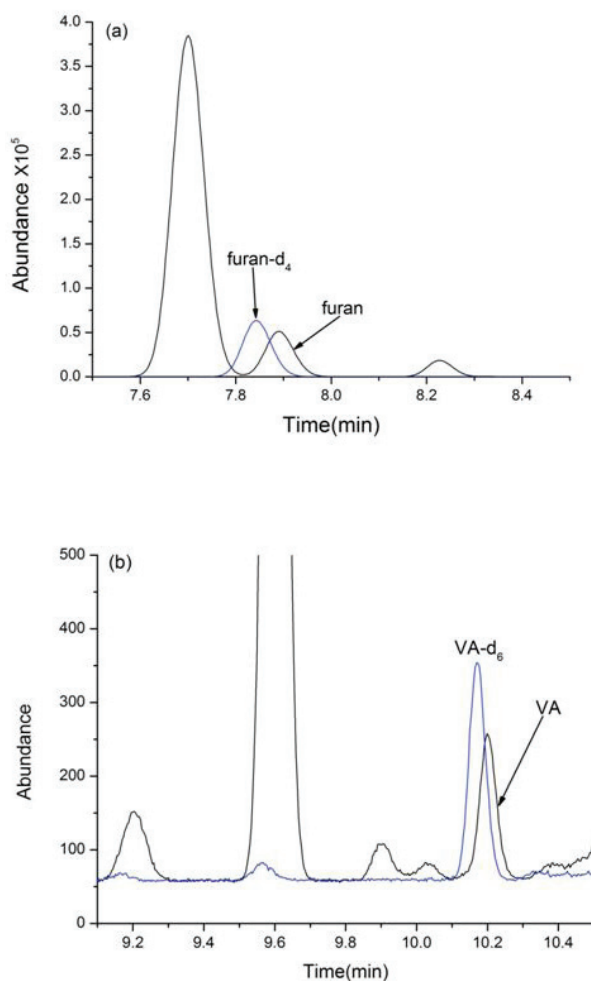 (a)
4.0
3.5
3.0
2.5
2.0
1.5
1.0
0.5
0.0
Abundance X10⁵
furan-d₄
furan
7.6 7.8 8.0 8.2 8.4
Time(min)
(b)
500
400
300
200
100
0
Abundance
VA-d₆
VA
9.2 9.4 9.6 9.8 10.0 10.2 10.4
Time(min)